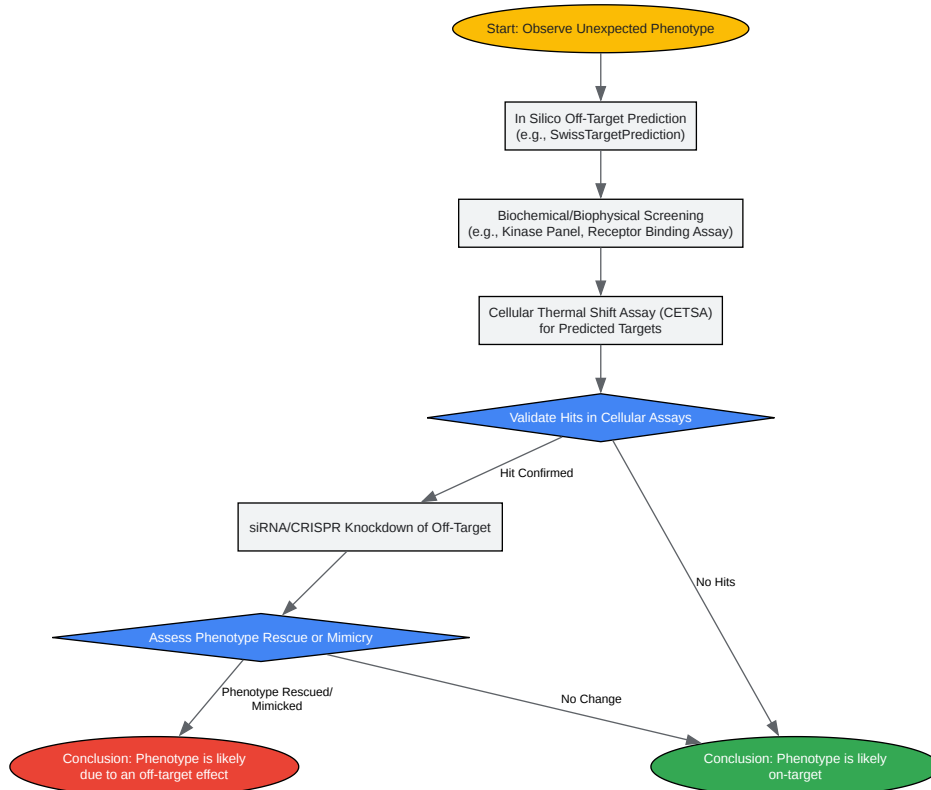 Start: Observe Unexpected Phenotype
In Silico Off-Target Prediction
(e.g., SwissTargetPrediction)
Biochemical/Biophysical Screening
(e.g., Kinase Panel, Receptor Binding Assay)
Cellular Thermal Shift Assay (CETSA)
for Predicted Targets
Validate Hits in Cellular Assays
Hit Confirmed
siRNA/CRISPR Knockdown of Off-Target
No Hits
Assess Phenotype Rescue or Mimicry
Phenotype Rescued/
Mimicked
No Change
Conclusion: Phenotype is likely
due to an off-target effect
Conclusion: Phenotype is likely
on-target